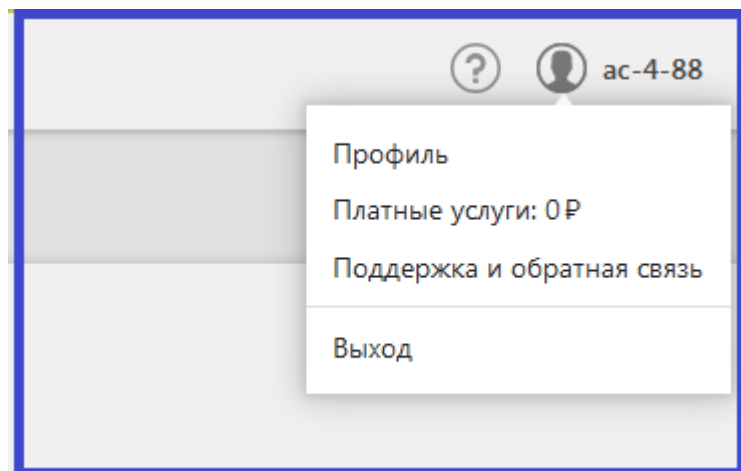 ? ac-4-88
Профиль
Платные услуги: 0 ₽
Поддержка и обратная связь
Выход